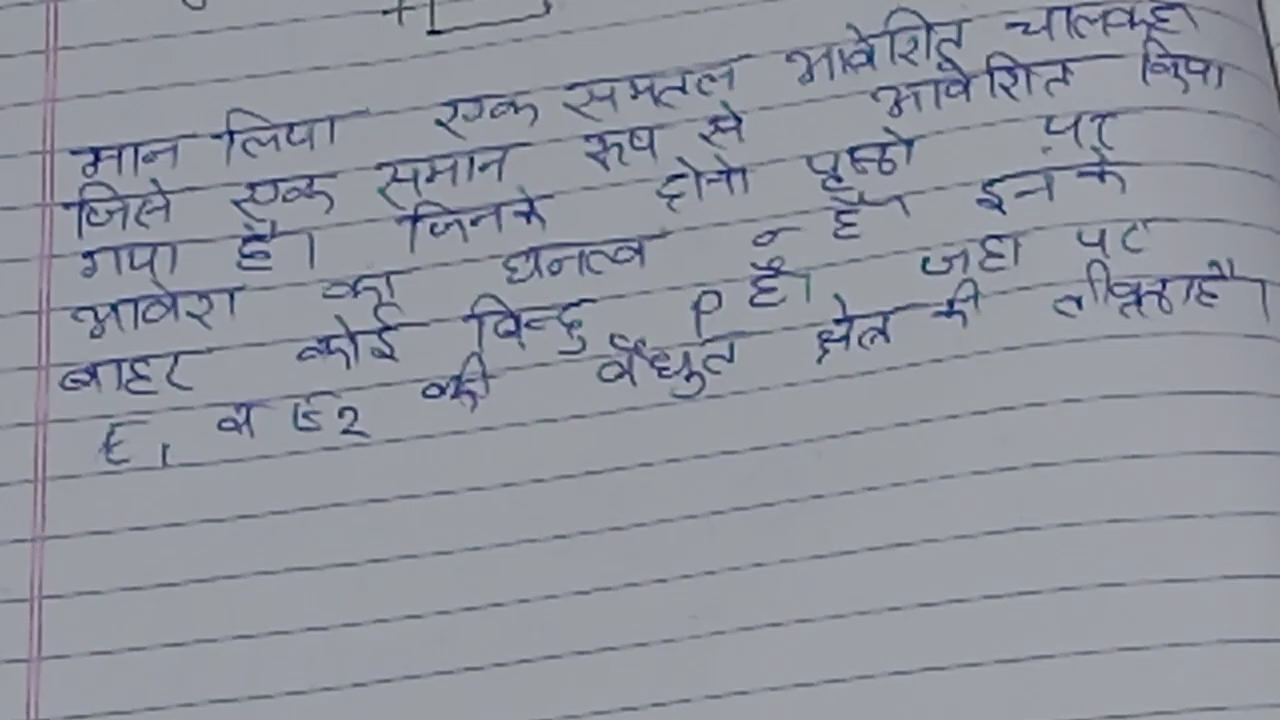 मान लिया एक समतल आवेशित चालक है
जिसे एक समान रूप से आवेशित किया
गया है। जिनके दोनो पृष्ठो पर
आवेश का घनत्व σ है। इनके
बाहर कोई बिन्दु P है। जहा पर
E₁ व E2 की वैधुत क्षेत्र की तीव्रता है।